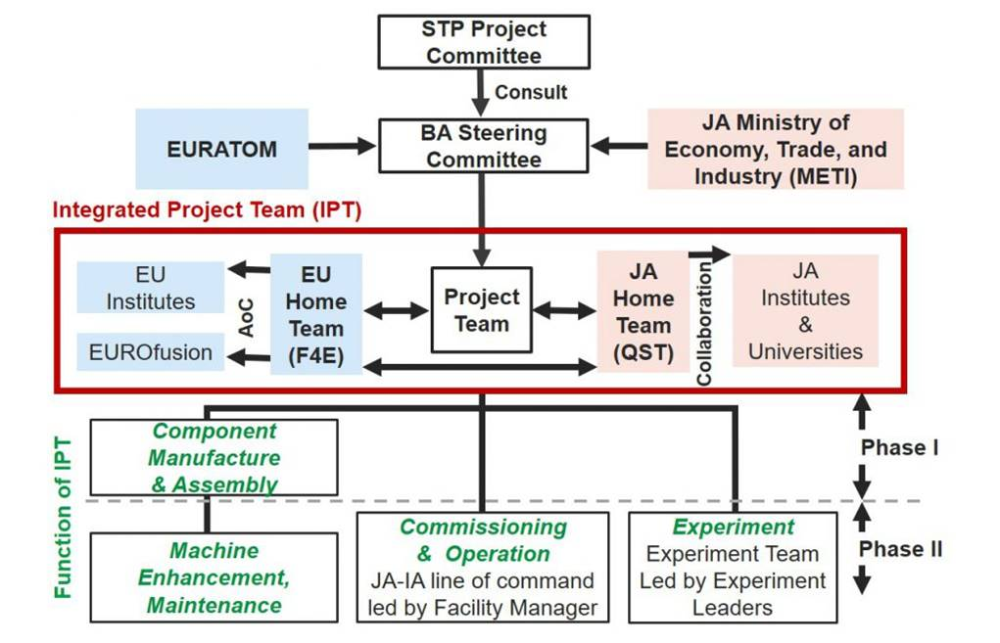 STP Project
Committee
Consult
EURATOM
BA Steering
Committee
JA Ministry of
Economy, Trade, and
Industry (METI)
Integrated Project Team (IPT)
EU
Institutes
EUROfusion
AoC
EU
Home
Team
(F4E)
Project
Team
JA
Home
Team
(QST)
Collaboration
JA
Institutes
&
Universities
Function of IPT
Component
Manufacture
& Assembly
Phase I
Machine
Enhancement,
Maintenance
Commissioning
& Operation
JA-IA line of command
led by Facility Manager
Experiment
Experiment Team
Led by Experiment
Leaders
Phase II